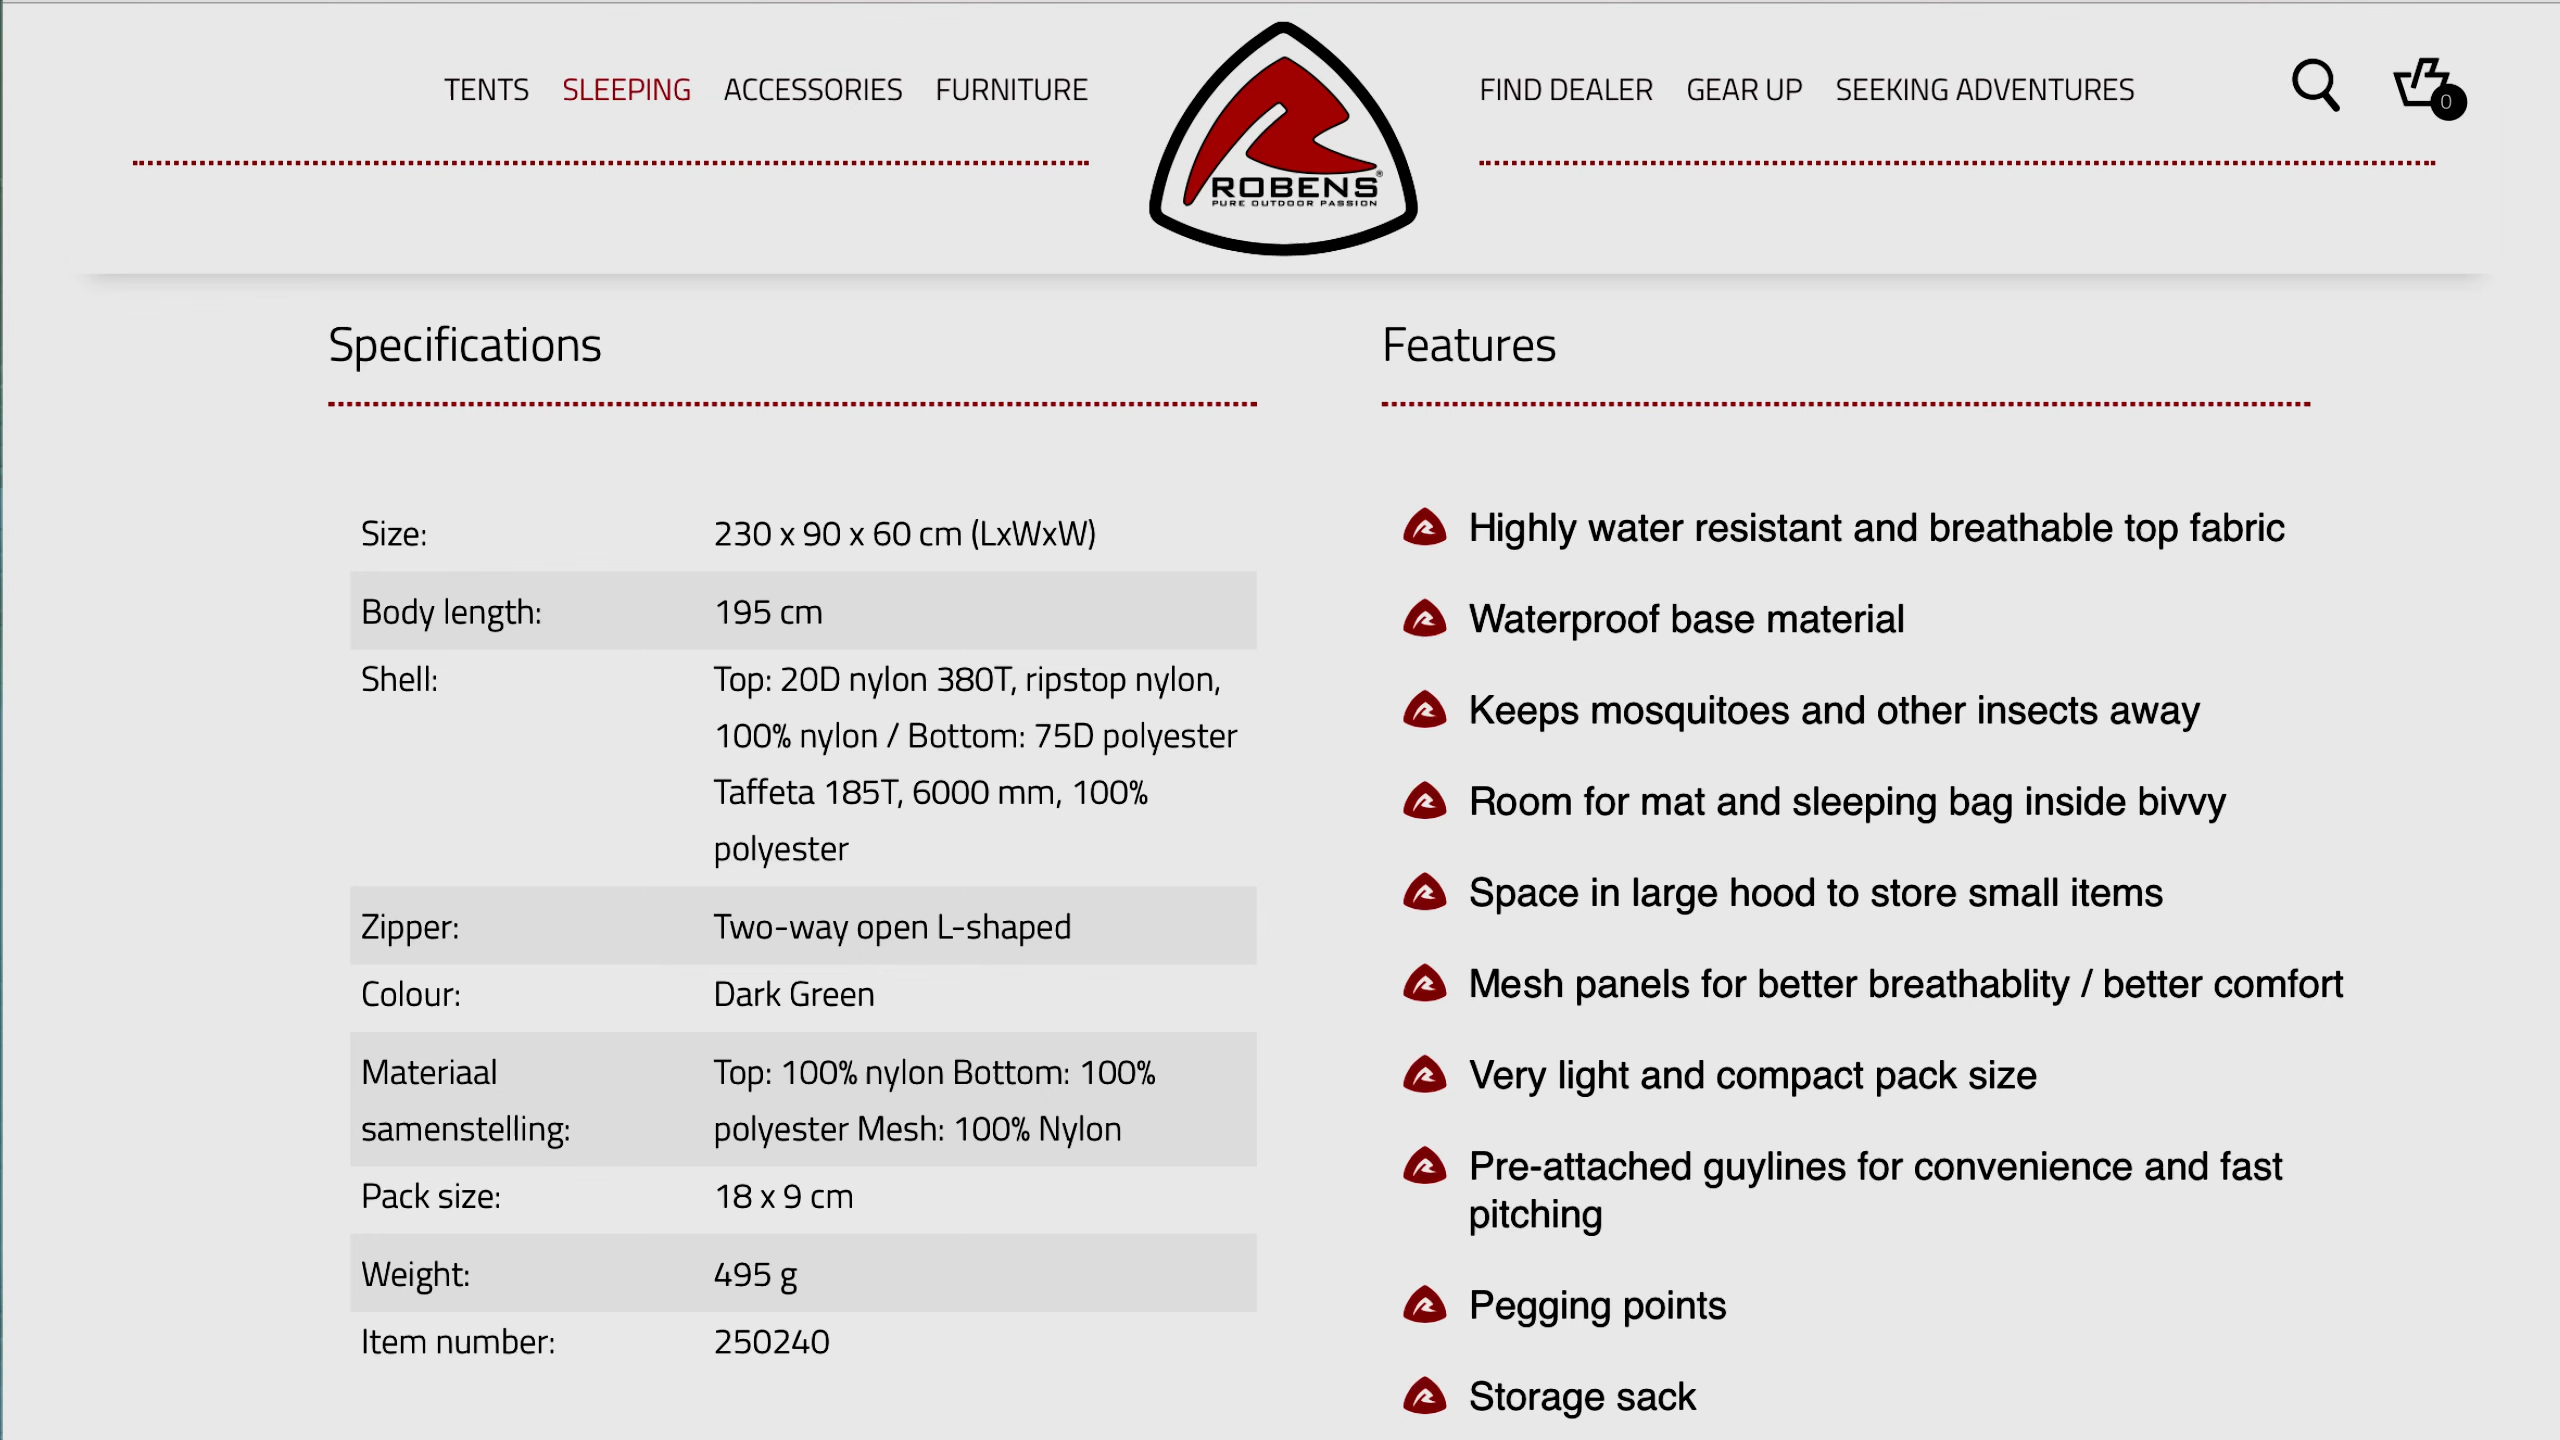 TENTS SLEEPING ACCESSORIES FURNITURE
ROBENS®
PURE OUTDOOR PASSION
FIND DEALER GEAR UP SEEKING ADVENTURES
0
Specifications
Size: 230 x 90 x 60 cm (LxWxW)
Body length: 195 cm
Shell: Top: 20D nylon 380T, ripstop nylon,
100% nylon / Bottom: 75D polyester
Taffeta 185T, 6000 mm, 100%
polyester
Zipper: Two-way open L-shaped
Colour: Dark Green
Materiaal Top: 100% nylon Bottom: 100%
samenstelling: polyester Mesh: 100% Nylon
Pack size: 18 x 9 cm
Weight: 495 g
Item number: 250240
Features
Highly water resistant and breathable top fabric
Waterproof base material
Keeps mosquitoes and other insects away
Room for mat and sleeping bag inside bivvy
Space in large hood to store small items
Mesh panels for better breathablity / better comfort
Very light and compact pack size
Pre-attached guylines for convenience and fast
pitching
Pegging points
Storage sack